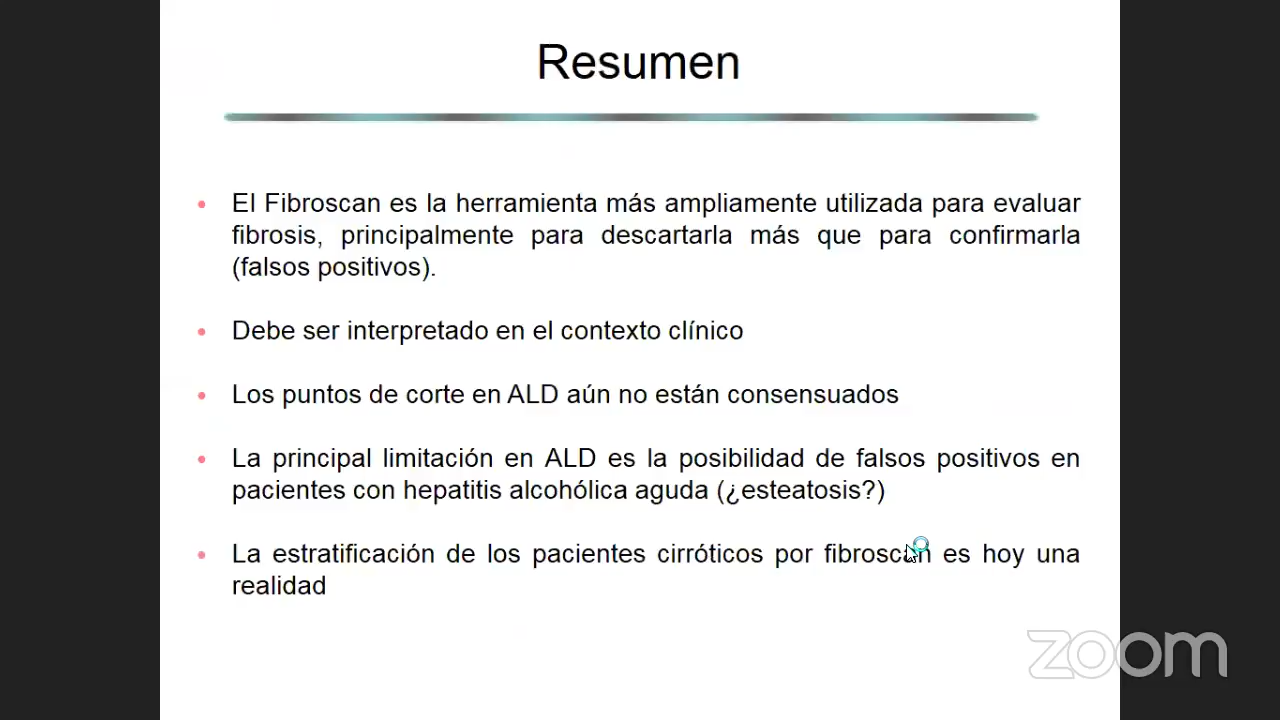 Resumen
El Fibroscan es la herramienta más ampliamente utilizada para evaluar
fibrosis, principalmente para descartarla más que para confirmarla
(falsos positivos).
Debe ser interpretado en el contexto clínico
Los puntos de corte en ALD aún no están consensuados
La principal limitación en ALD es la posibilidad de falsos positivos en
pacientes con hepatitis alcohólica aguda (¿esteatosis?)
La estratificación de los pacientes cirróticos por fibroscan es hoy una
realidad
zoom